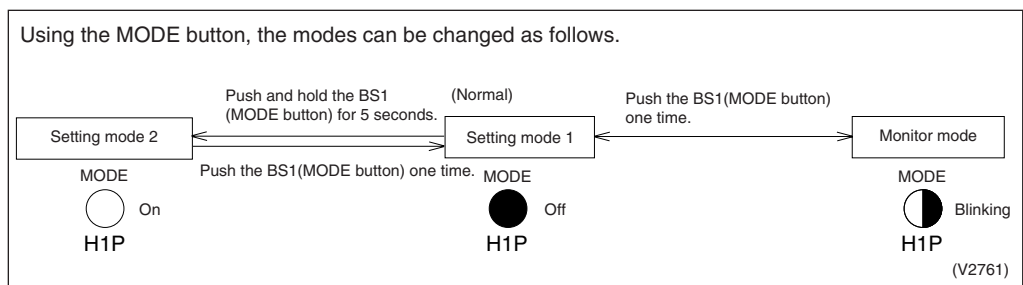 Using the MODE button, the modes can be changed as follows.
Push and hold the BS1
(MODE button) for 5 seconds.
(Normal)
Push the BS1(MODE button)
one time.
Setting mode 2
Setting mode 1
Monitor mode
Push the BS1(MODE button) one time.
MODE
On
H1P
MODE
Off
H1P
MODE
Blinking
H1P
(V2761)